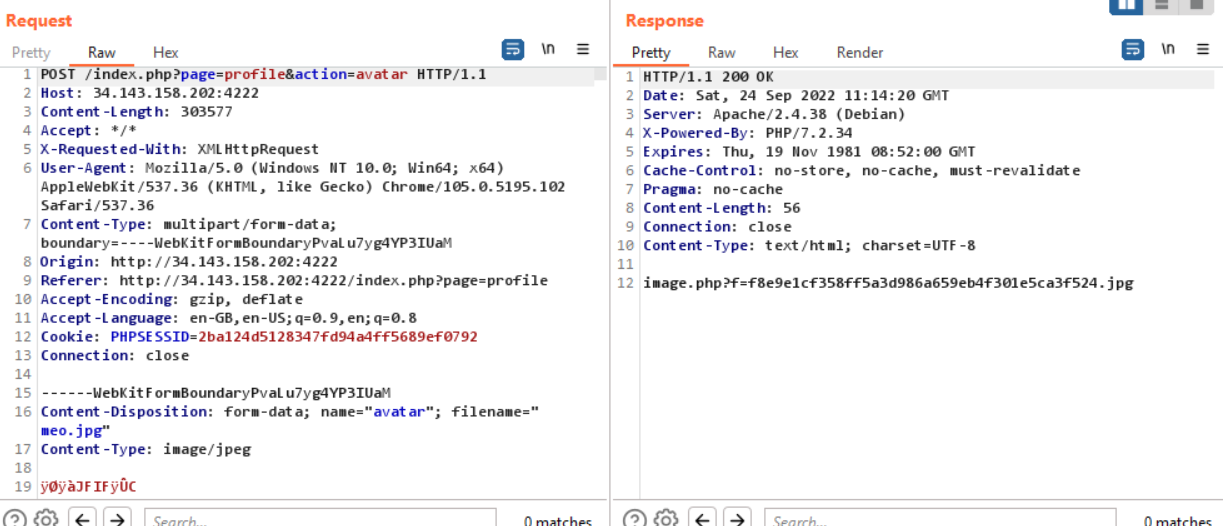 Request
Pretty Raw Hex \n
1 POST /index.php?page=profile&action=avatar HTTP/1.1
2 Host: 34.143.158.202:4222
3 Content-Length: 303577
4 Accept: */*
5 X-Requested-With: XMLHttpRequest
6 User-Agent: Mozilla/5.0 (Windows NT 10.0; Win64; x64)
AppleWebKit/537.36 (KHTML, like Gecko) Chrome/105.0.5195.102
Safari/537.36
7 Content-Type: multipart/form-data;
boundary=----WebKitFormBoundaryPvaLu7yg4YP3IUaM
8 Origin: http://34.143.158.202:4222
9 Referer: http://34.143.158.202:4222/index.php?page=profile
10 Accept-Encoding: gzip, deflate
11 Accept-Language: en-GB,en-US;q=0.9,en;q=0.8
12 Cookie: PHPSESSID=2ba124d5128347fd94a4ff5689ef0792
13 Connection: close
14
15 ------WebKitFormBoundaryPvaLu7yg4YP3IUaM
16 Content-Disposition: form-data; name="avatar"; filename="
meo.jpg"
17 Content-Type: image/jpeg
18
19 ÿØÿàJFIFÿÛC
Search... 0 matches
Response
Pretty Raw Hex Render \n
1 HTTP/1.1 200 OK
2 Date: Sat, 24 Sep 2022 11:14:20 GMT
3 Server: Apache/2.4.38 (Debian)
4 X-Powered-By: PHP/7.2.34
5 Expires: Thu, 19 Nov 1981 08:52:00 GMT
6 Cache-Control: no-store, no-cache, must-revalidate
7 Pragma: no-cache
8 Content-Length: 56
9 Connection: close
10 Content-Type: text/html; charset=UTF-8
11
12 image.php?f=f8e9e1cf358ff5a3d986a659eb4f301e5ca3f524.jpg
Search... 0 matches